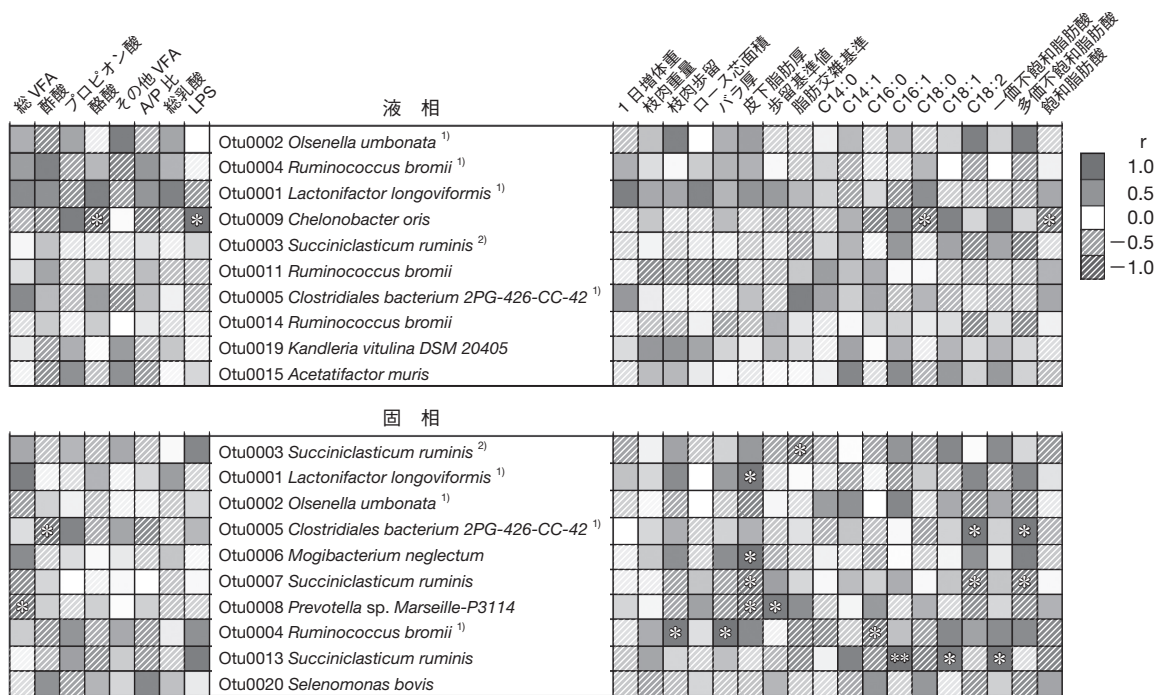 総 VFA
酢酸
プロピオン酸
酪酸
その他 VFA
A/P 比
総乳酸
LPS
液 相
1 日増体重
枝肉重量
枝肉歩留
ロース芯面積
バラ厚
皮下脂肪厚
歩留基準値
脂肪交雑基準
C14:0
C14:1
C16:0
C16:1
C18:0
C18:1
C18:2
一価不飽和脂肪酸
多価不飽和脂肪酸
飽和脂肪酸
Otu0002 Olsenella umbonata 1)
Otu0004 Ruminococcus bromii 1)
Otu0001 Lactonifactor longoviformis 1)
Otu0009 Chelonobacter oris
* * * *
Otu0003 Succiniclasticum ruminis 2)
Otu0011 Ruminococcus bromii
Otu0005 Clostridiales bacterium 2PG-426-CC-42 1)
Otu0014 Ruminococcus bromii
Otu0019 Kandleria vitulina DSM 20405
Otu0015 Acetatifactor muris
r
1.0
0.5
0.0
−0.5
−1.0
固 相
Otu0003 Succiniclasticum ruminis 2) *
Otu0001 Lactonifactor longoviformis 1) *
Otu0002 Olsenella umbonata 1)
* Otu0005 Clostridiales bacterium 2PG-426-CC-42 1) * *
Otu0006 Mogibacterium neglectum *
Otu0007 Succiniclasticum ruminis * * *
* Otu0008 Prevotella sp. Marseille-P3114 * *
Otu0004 Ruminococcus bromii 1) * * *
Otu0013 Succiniclasticum ruminis ** * *
Otu0020 Selenomonas bovis